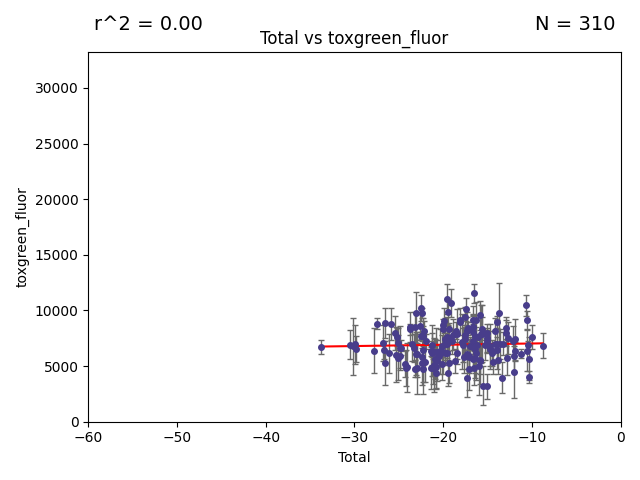 r^2 = 0.00
N = 310
Total vs toxgreen_fluor
30000
25000
20000
15000
10000
5000
0
toxgreen_fluor
−60
−50
−40
−30
−20
−10
0
Total